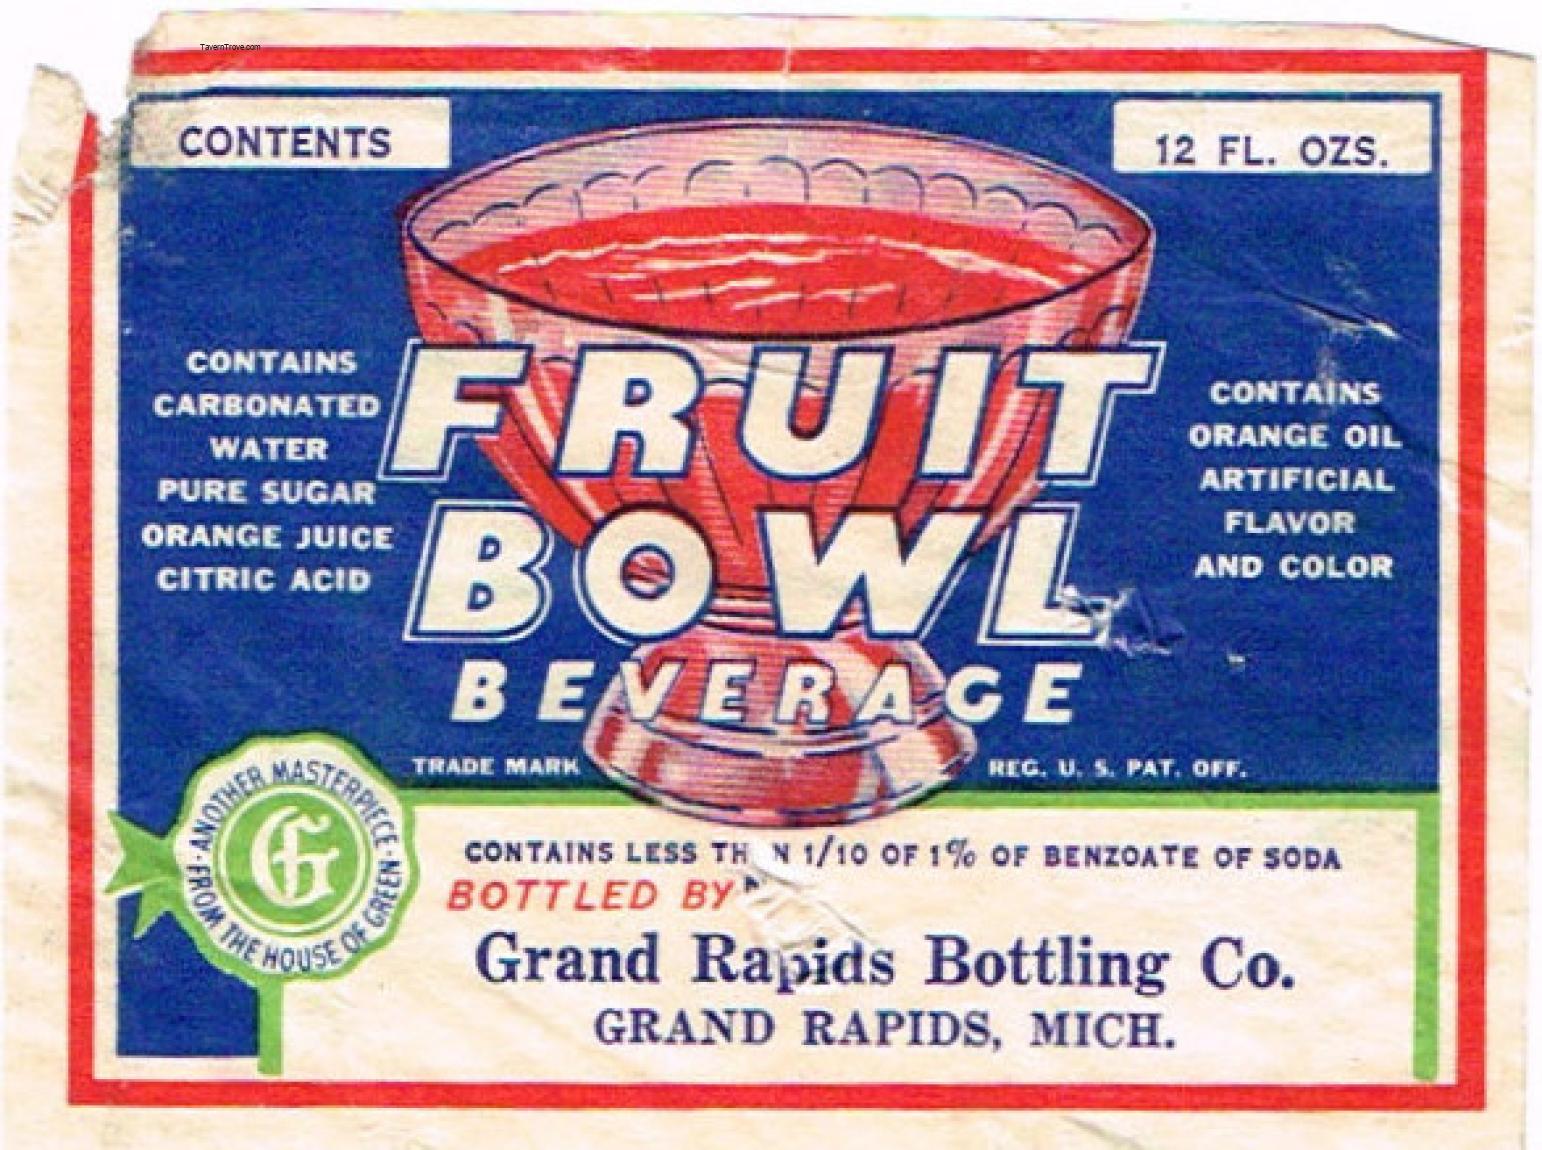 TavernTrove.com
CONTENTS
12 FL. OZS.
CONTAINS
CARBONATED
WATER
PURE SUGAR
ORANGE JUICE
CITRIC ACID
FRUIT
BOWL
BEVERAGE
CONTAINS
ORANGE OIL
ARTIFICIAL
FLAVOR
AND COLOR
TRADE MARK
REG. U. S. PAT. OFF.
ANOTHER MASTERPIECE
FROM THE HOUSE OF GREEN
G
CONTAINS LESS TH N 1/10 OF 1% OF BENZOATE OF SODA
BOTTLED BY
Grand Rapids Bottling Co.
GRAND RAPIDS, MICH.